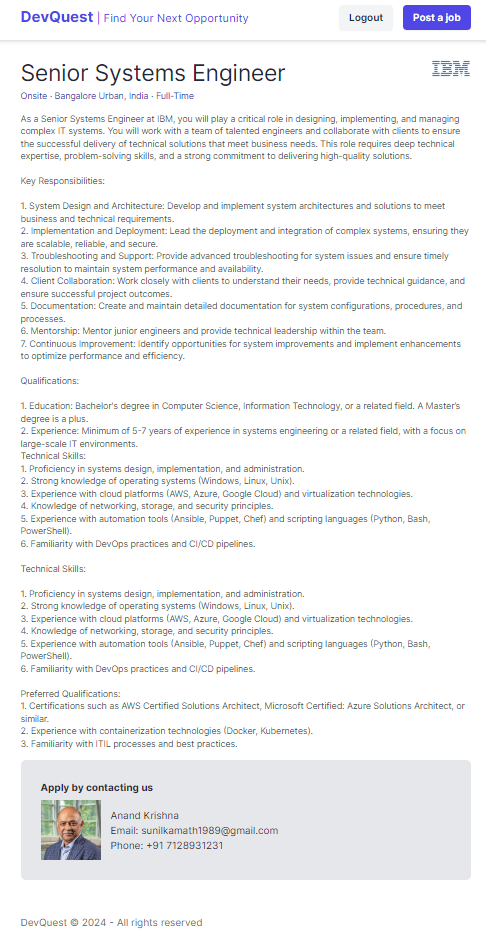 DevQuest | Find Your Next Opportunity
Logout
Post a job
Senior Systems Engineer
IBM
Onsite · Bangalore Urban, India · Full-Time
As a Senior Systems Engineer at IBM, you will play a critical role in designing, implementing, and managing
complex IT systems. You will work with a team of talented engineers and collaborate with clients to ensure
the successful delivery of technical solutions that meet business needs. This role requires deep technical
expertise, problem-solving skills, and a strong commitment to delivering high-quality solutions.
Key Responsibilities:
1. System Design and Architecture: Develop and implement system architectures and solutions to meet
business and technical requirements.
2. Implementation and Deployment: Lead the deployment and integration of complex systems, ensuring they
are scalable, reliable, and secure.
3. Troubleshooting and Support: Provide advanced troubleshooting for system issues and ensure timely
resolution to maintain system performance and availability.
4. Client Collaboration: Work closely with clients to understand their needs, provide technical guidance, and
ensure successful project outcomes.
5. Documentation: Create and maintain detailed documentation for system configurations, procedures, and
processes.
6. Mentorship: Mentor junior engineers and provide technical leadership within the team.
7. Continuous Improvement: Identify opportunities for system improvements and implement enhancements
to optimize performance and efficiency.
Qualifications:
1. Education: Bachelor's degree in Computer Science, Information Technology, or a related field. A Master's
degree is a plus.
2. Experience: Minimum of 5-7 years of experience in systems engineering or a related field, with a focus on
large-scale IT environments.
Technical Skills:
1. Proficiency in systems design, implementation, and administration.
2. Strong knowledge of operating systems (Windows, Linux, Unix).
3. Experience with cloud platforms (AWS, Azure, Google Cloud) and virtualization technologies.
4. Knowledge of networking, storage, and security principles.
5. Experience with automation tools (Ansible, Puppet, Chef) and scripting languages (Python, Bash,
PowerShell).
6. Familiarity with DevOps practices and CI/CD pipelines.
Technical Skills:
1. Proficiency in systems design, implementation, and administration.
2. Strong knowledge of operating systems (Windows, Linux, Unix).
3. Experience with cloud platforms (AWS, Azure, Google Cloud) and virtualization technologies.
4. Knowledge of networking, storage, and security principles.
5. Experience with automation tools (Ansible, Puppet, Chef) and scripting languages (Python, Bash,
PowerShell).
6. Familiarity with DevOps practices and CI/CD pipelines.
Preferred Qualifications:
1. Certifications such as AWS Certified Solutions Architect, Microsoft Certified: Azure Solutions Architect, or
similar.
2. Experience with containerization technologies (Docker, Kubernetes).
3. Familiarity with ITIL processes and best practices.
Apply by contacting us
Anand Krishna
Email: sunilkamath1989@gmail.com
Phone: +91 7128931231
DevQuest © 2024 - All rights reserved